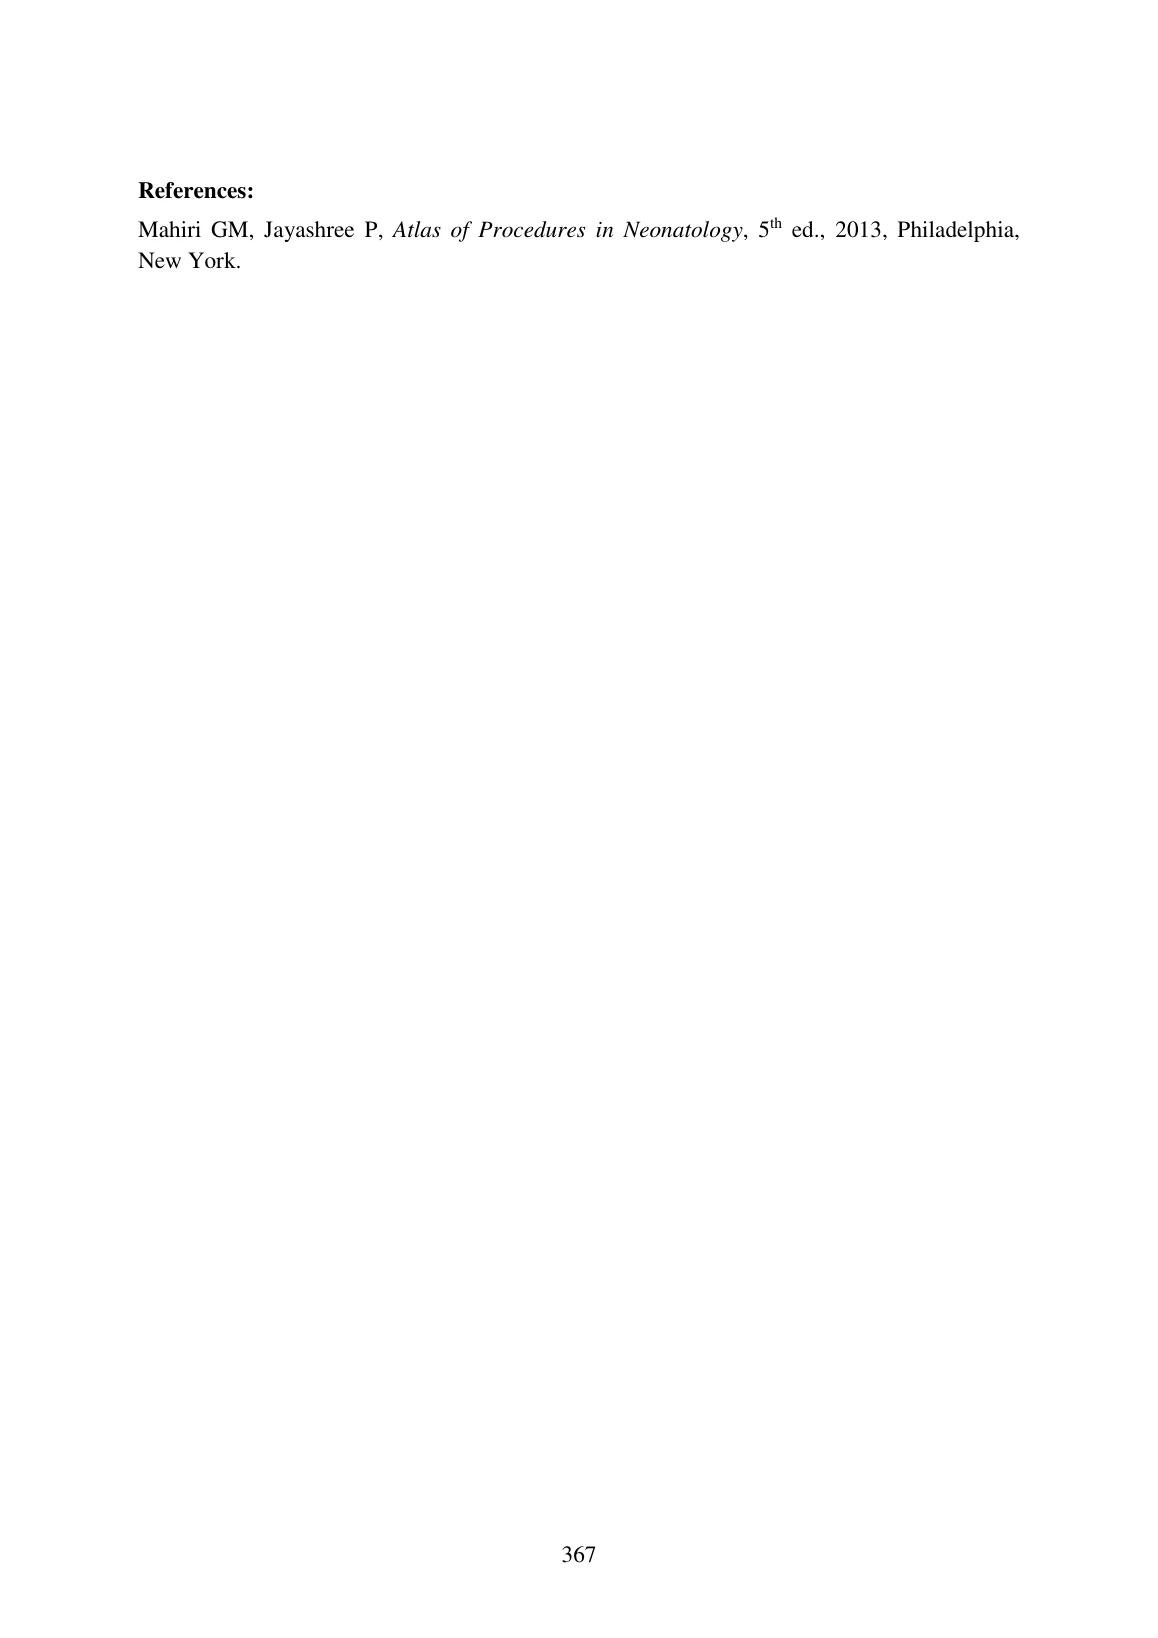 References:
Mahiri GM, Jayashree P, Atlas of Procedures in Neonatology, 5th ed., 2013, Philadelphia,
New York.
367